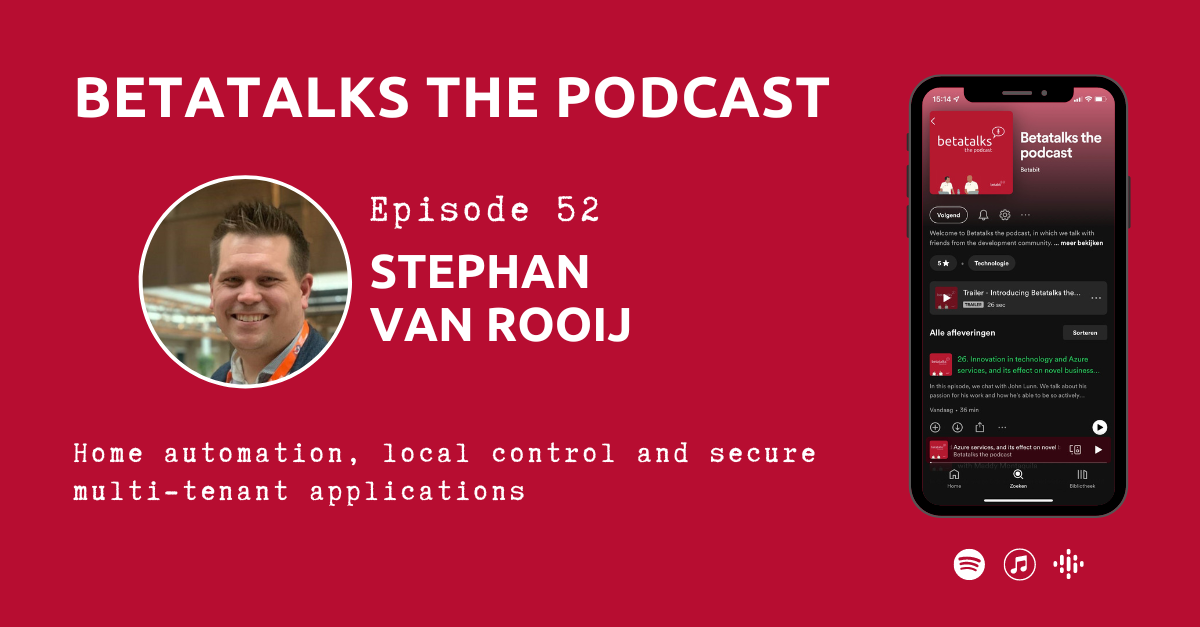 BETATALKS THE PODCAST
Episode 52
STEPHAN
VAN ROOIJ
Home automation, local control and secure
multi-tenant applications
15:14
betatalks
the podcast
Betatalks the
podcast
Betabit
Volgend
Welcome to Betatalks the podcast, in which we talk with
friends from the development community. ... meer bekijken
5 ★
Technologie
Trailer - Introducing Betatalks the...
TRAILER 26 sec
Alle afleveringen
Sorteren
26. Innovation in technology and Azure
services, and its effect on novel business...
In this episode, we chat with John Lunn. We talk about his
passion for his work and how he's able to be so actively...
Vandaag • 36 min
Azure services, and its effect on novel
Betatalks the podcast
Home
Zoeken
Bibliotheek